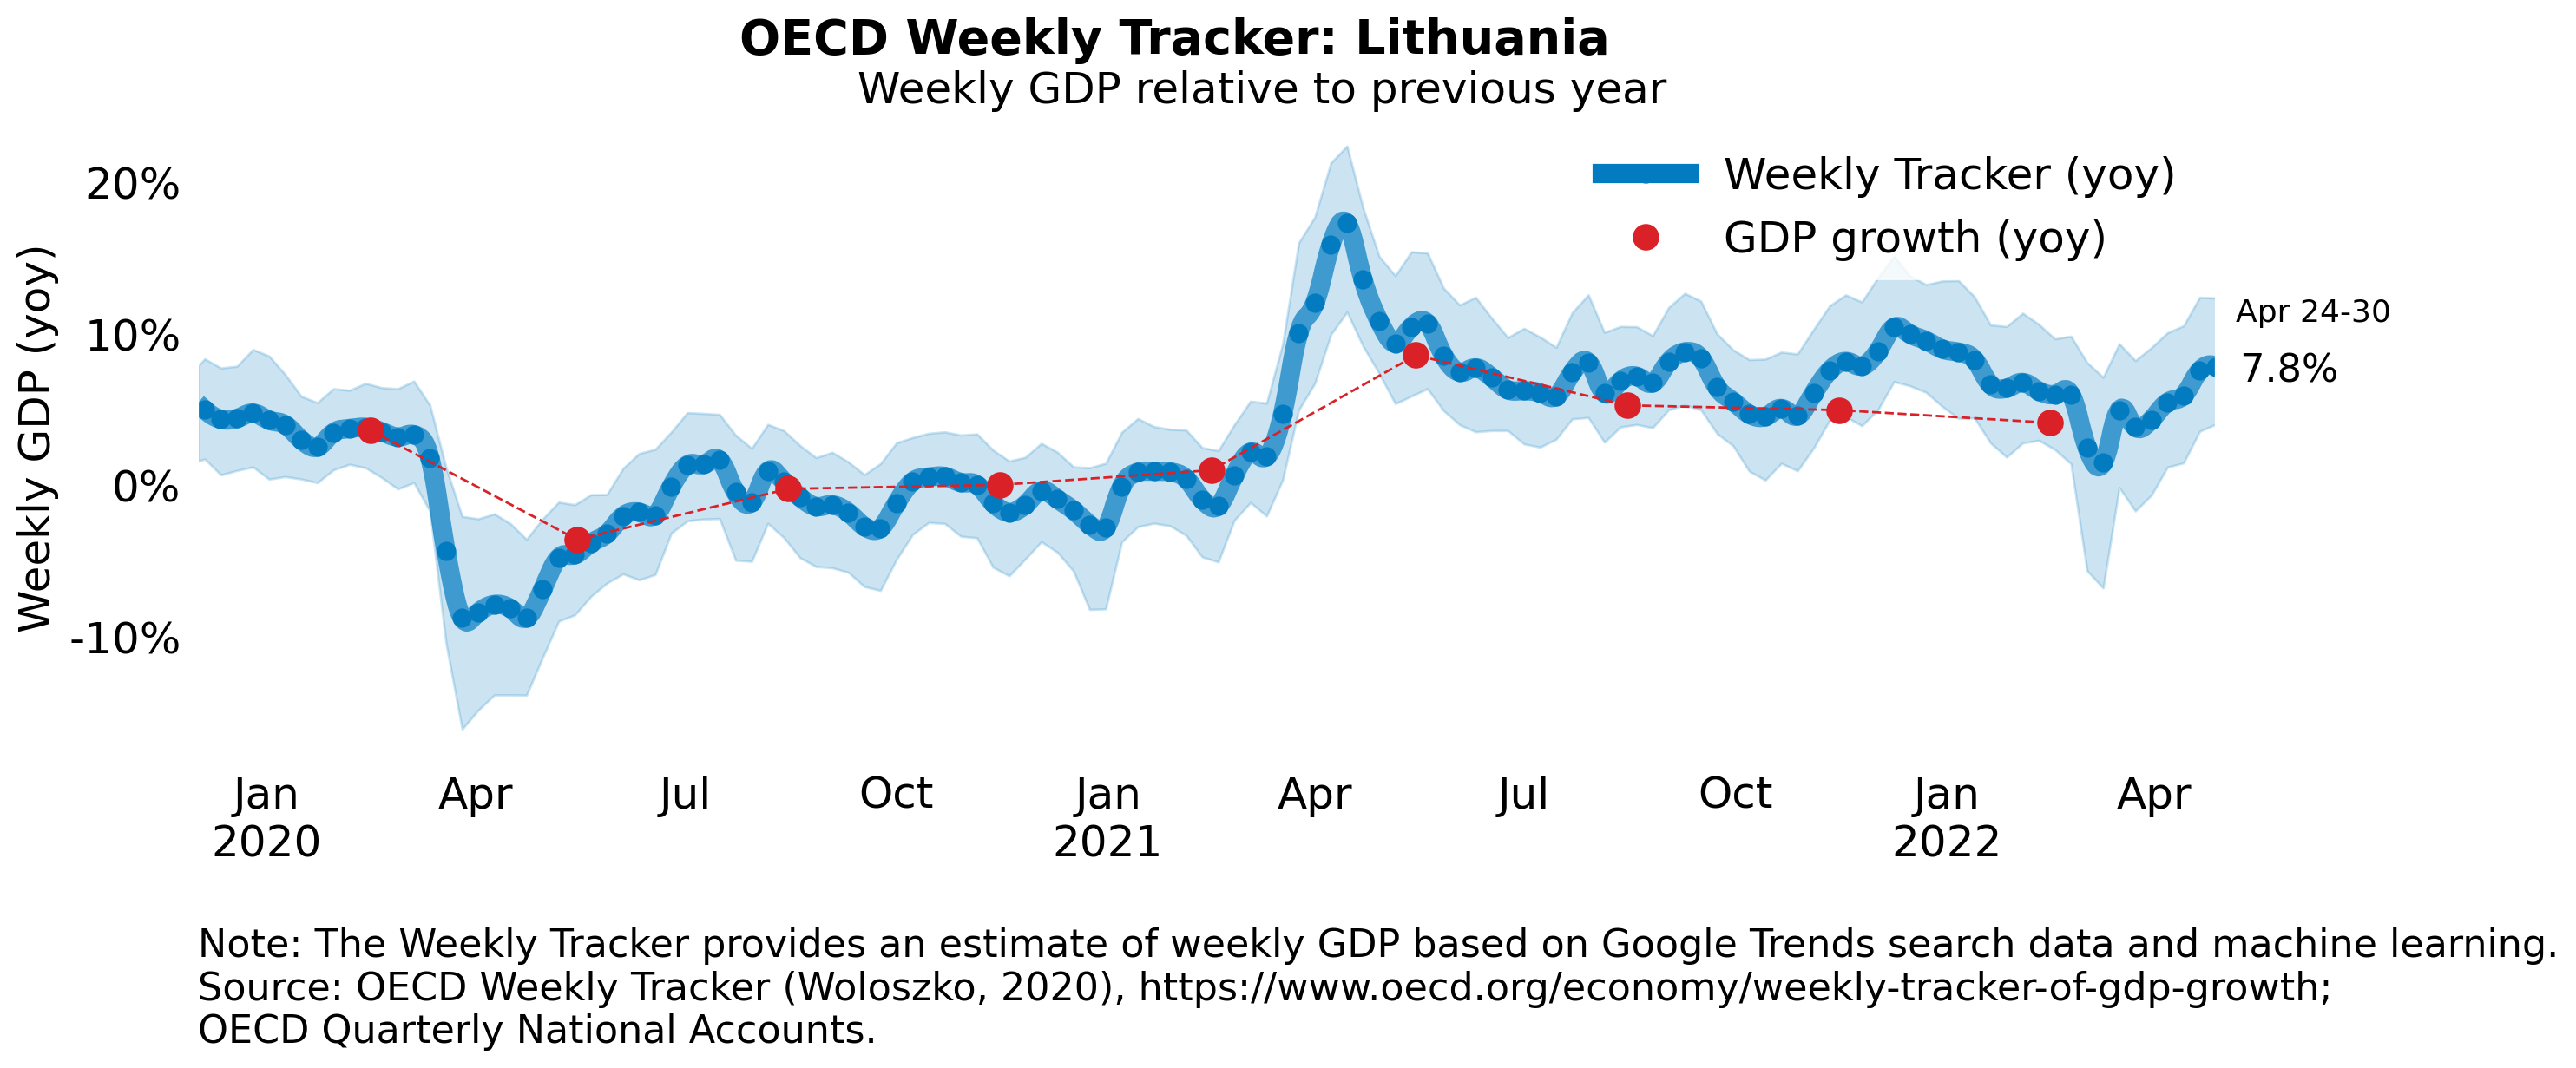 OECD Weekly Tracker: Lithuania
Weekly GDP relative to previous year
Weekly GDP (yoy)
20%
10%
0%
-10%
Weekly Tracker (yoy)
GDP growth (yoy)
Apr 24-30
7.8%
Jan Apr Jul Oct Jan Apr Jul Oct Jan Apr
2020 2021 2022
Note: The Weekly Tracker provides an estimate of weekly GDP based on Google Trends search data and machine learning.
Source: OECD Weekly Tracker (Woloszko, 2020), https://www.oecd.org/economy/weekly-tracker-of-gdp-growth;
OECD Quarterly National Accounts.